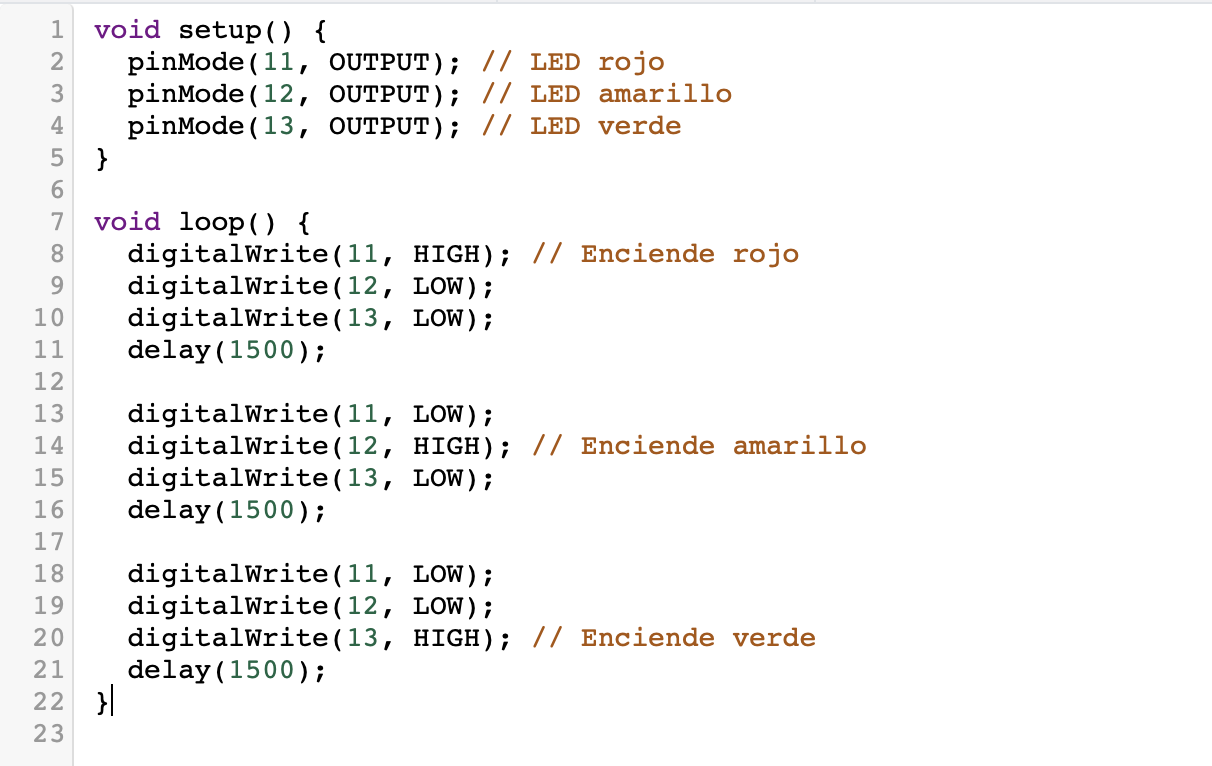 1 void setup() {
2   pinMode(11, OUTPUT); // LED rojo
3   pinMode(12, OUTPUT); // LED amarillo
4   pinMode(13, OUTPUT); // LED verde
5 }
6
7 void loop() {
8   digitalWrite(11, HIGH); // Enciende rojo
9   digitalWrite(12, LOW);
10   digitalWrite(13, LOW);
11   delay(1500);
12
13   digitalWrite(11, LOW);
14   digitalWrite(12, HIGH); // Enciende amarillo
15   digitalWrite(13, LOW);
16   delay(1500);
17
18   digitalWrite(11, LOW);
19   digitalWrite(12, LOW);
20   digitalWrite(13, HIGH); // Enciende verde
21   delay(1500);
22 }
23